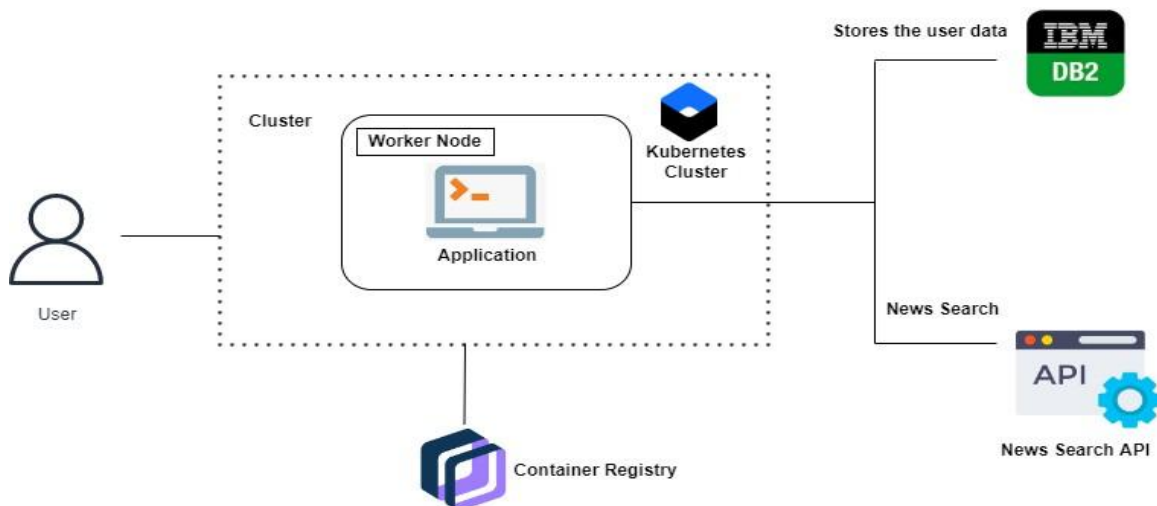 Stores the user data
IBM
DB2
Cluster
Worker Node
Kubernetes
Cluster
Application
User
News Search
API
News Search API
Container Registry